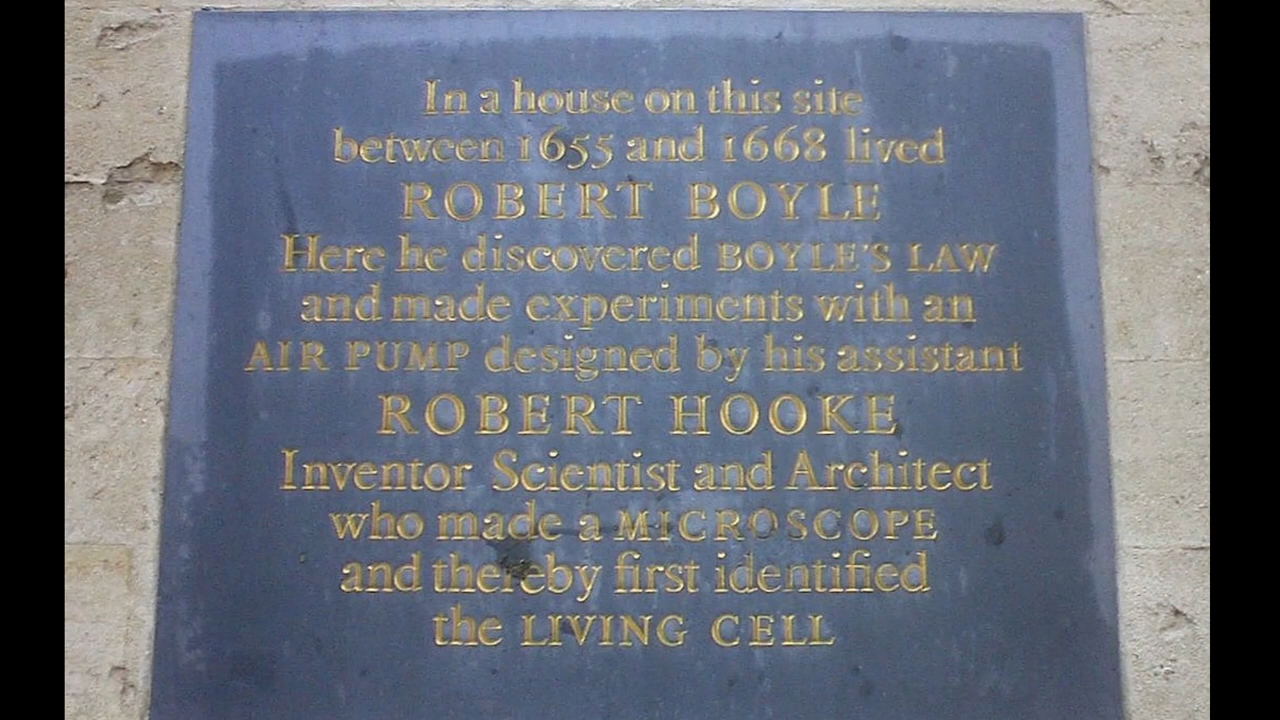 In a house on this site
between 1655 and 1668 lived
ROBERT BOYLE
Here he discovered BOYLE'S LAW
and made experiments with an
AIR PUMP designed by his assistant
ROBERT HOOKE
Inventor Scientist and Architect
who made a MICROSCOPE
and thereby first identified
the LIVING CELL